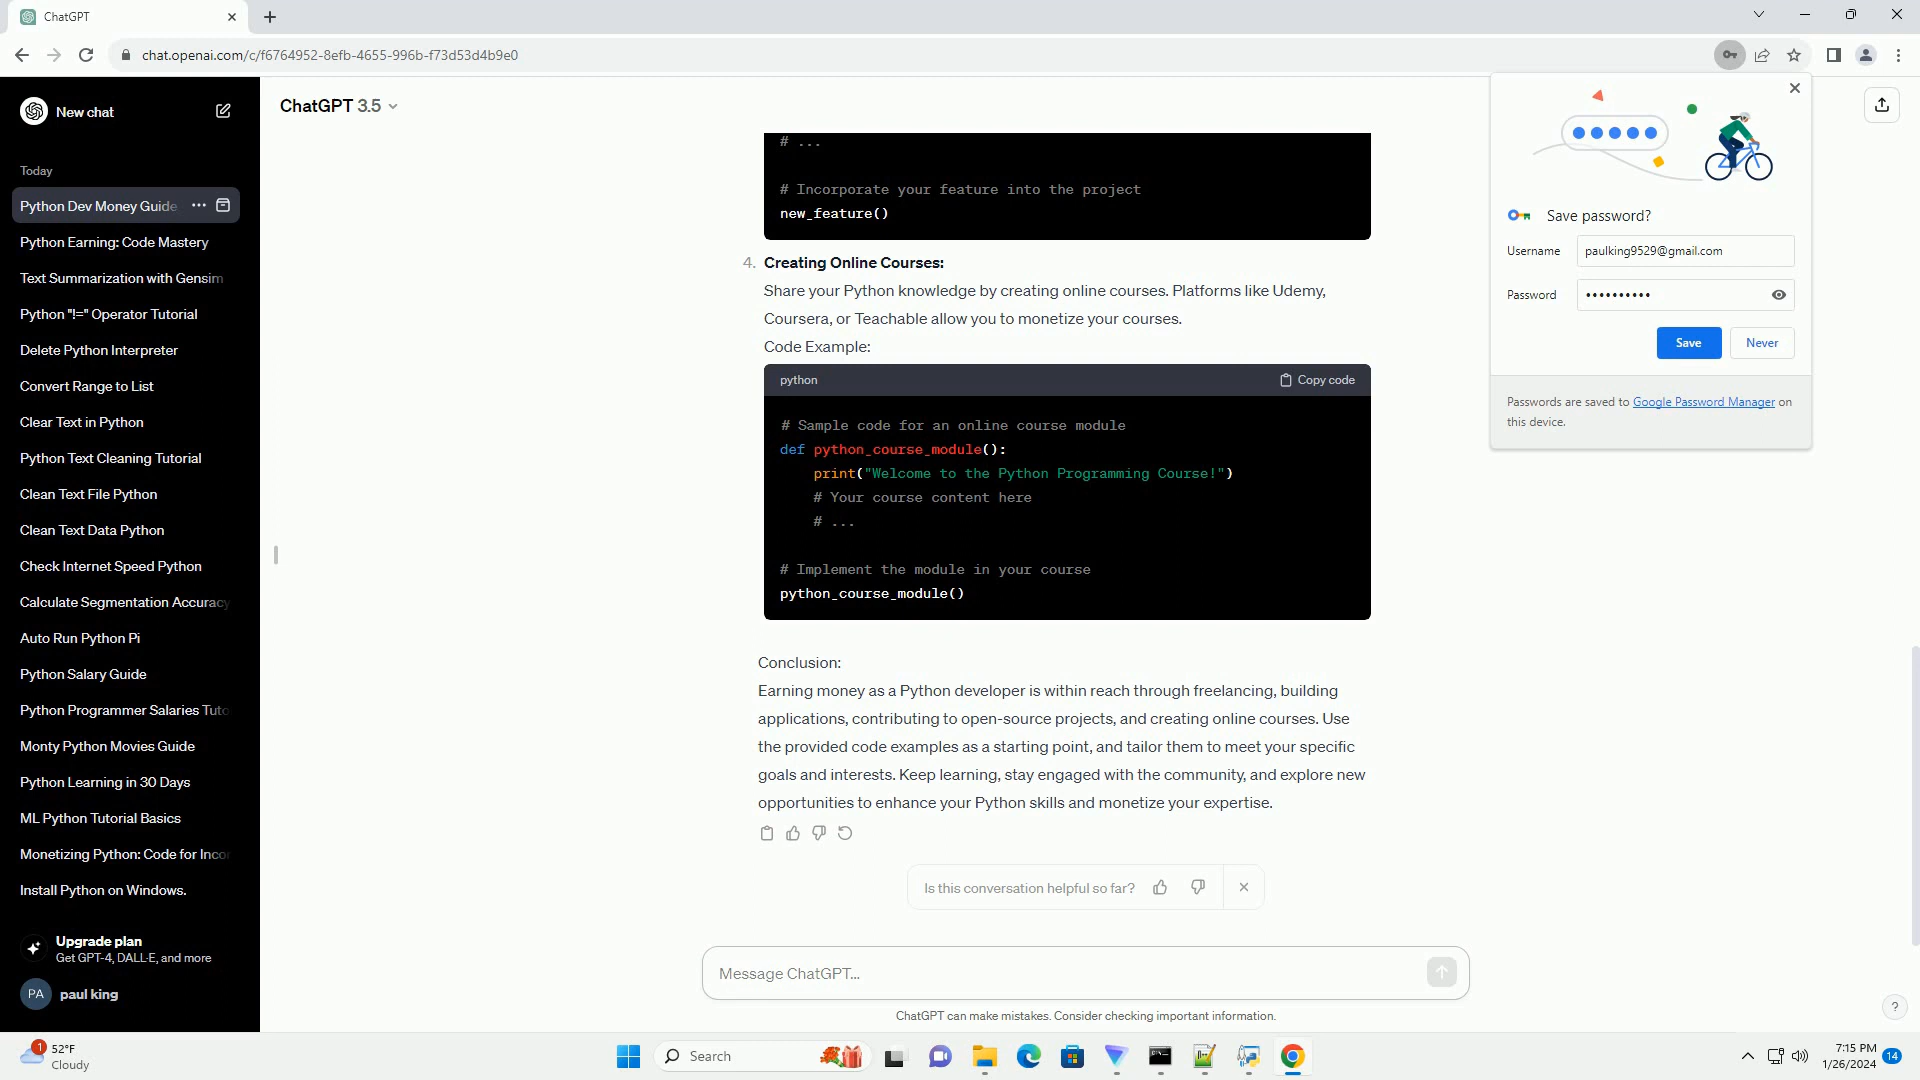 ChatGPT
chat.openai.com/c/f6764952-8efb-4655-996b-f73d53d4b9e0
New chat
Today
Python Dev Money Guide
Python Earning: Code Mastery
Text Summarization with Gensim
Python "!=" Operator Tutorial
Delete Python Interpreter
Convert Range to List
Clear Text in Python
Python Text Cleaning Tutorial
Clean Text File Python
Clean Text Data Python
Check Internet Speed Python
Calculate Segmentation Accuracy
Auto Run Python Pi
Python Salary Guide
Python Programmer Salaries Tuto
Monty Python Movies Guide
Python Learning in 30 Days
ML Python Tutorial Basics
Monetizing Python: Code for Incor
Install Python on Windows.
Upgrade plan
Get GPT-4, DALL·E, and more
PA paul king
ChatGPT 3.5
# ...
# Incorporate your feature into the project
new_feature()
4. Creating Online Courses:
Share your Python knowledge by creating online courses. Platforms like Udemy,
Coursera, or Teachable allow you to monetize your courses.
Code Example:
python Copy code
# Sample code for an online course module
def python_course_module():
print("Welcome to the Python Programming Course!")
# Your course content here
# ...
# Implement the module in your course
python_course_module()
Conclusion:
Earning money as a Python developer is within reach through freelancing, building
applications, contributing to open-source projects, and creating online courses. Use
the provided code examples as a starting point, and tailor them to meet your specific
goals and interests. Keep learning, stay engaged with the community, and explore new
opportunities to enhance your Python skills and monetize your expertise.
Is this conversation helpful so far?
Message ChatGPT...
ChatGPT can make mistakes. Consider checking important information.
?
Save password?
Username paulking9529@gmail.com
Password ••••••••••
Save Never
Passwords are saved to Google Password Manager on
this device.
1
52°F
Cloudy
Search
7:15 PM
1/26/2024
14